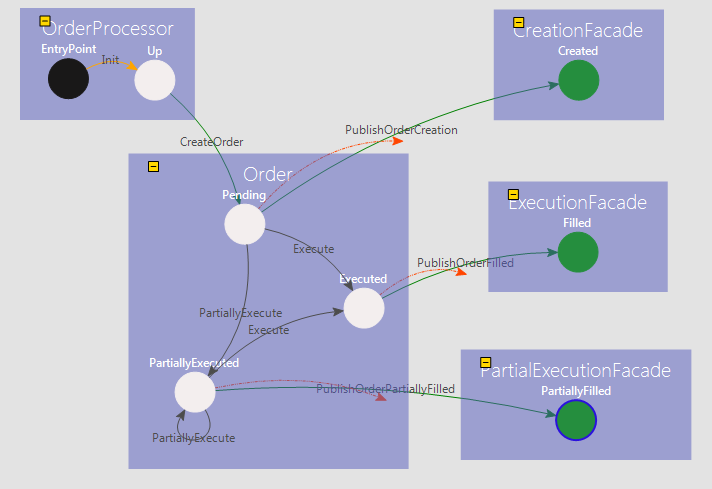 OrderProcessor
EntryPoint
Up
Init
CreationFacade
Created
CreateOrder
PublishOrderCreation
Order
Pending
Execute
ExecutionFacade
Filled
PublishOrderFilled
Executed
PartiallyExecute
Execute
PartiallyExecuted
PublishOrderPartiallyFilled
PartiallyExecute
PartialExecutionFacade
PartiallyFilled